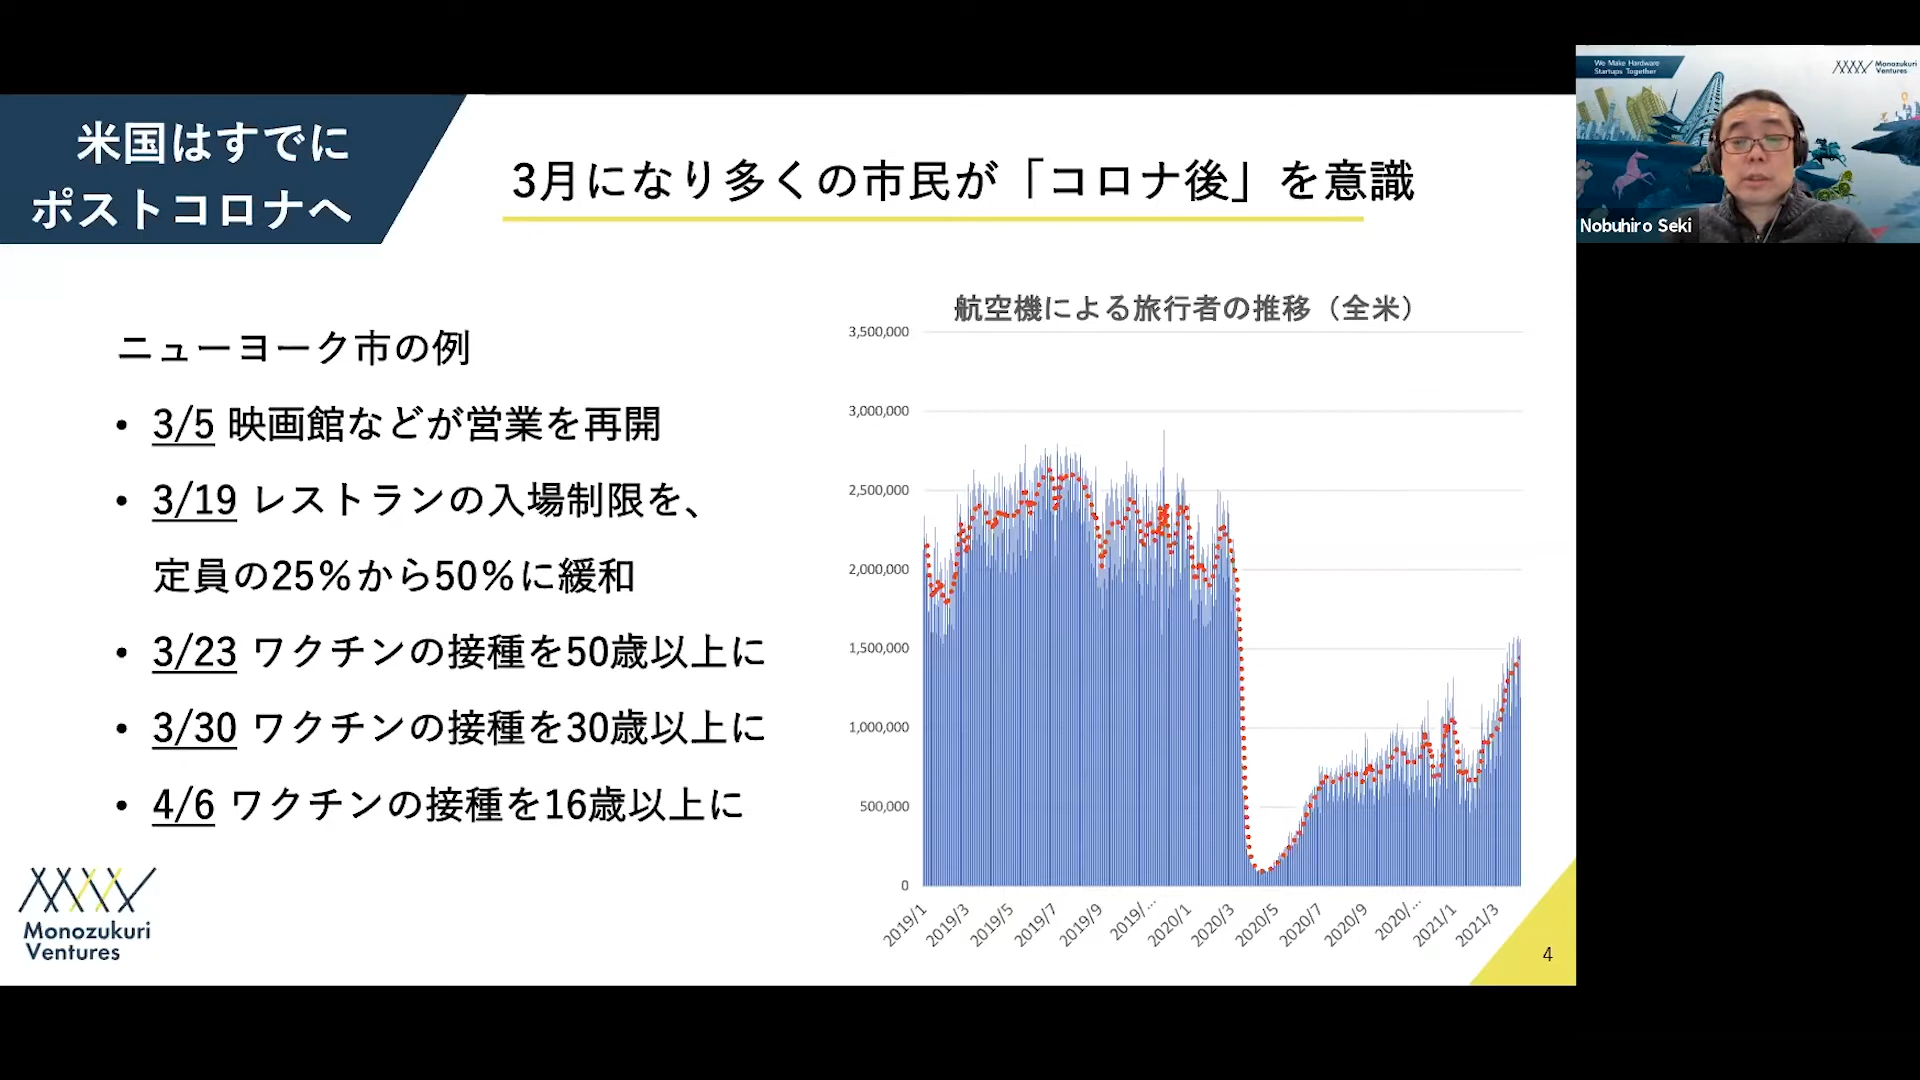 米国はすでに
ポストコロナへ
3月になり多くの市民が「コロナ後」を意識
ニューヨーク市の例
• 3/5 映画館などが営業を再開
• 3/19 レストランの入場制限を、
定員の25%から50%に緩和
• 3/23 ワクチンの接種を50歳以上に
• 3/30 ワクチンの接種を30歳以上に
• 4/6 ワクチンの接種を16歳以上に
Monozukuri
Ventures
航空機による旅行者の推移（全米）
3,500,000
3,000,000
2,500,000
2,000,000
1,500,000
1,000,000
500,000
0
2019/1
2019/3
2019/5
2019/7
2019/9
2019/...
2020/1
2020/3
2020/5
2020/7
2020/9
2020/...
2021/1
2021/3
4
We Make Hardware
Startups Together
Monozukuri
Ventures
Nobuhiro Seki